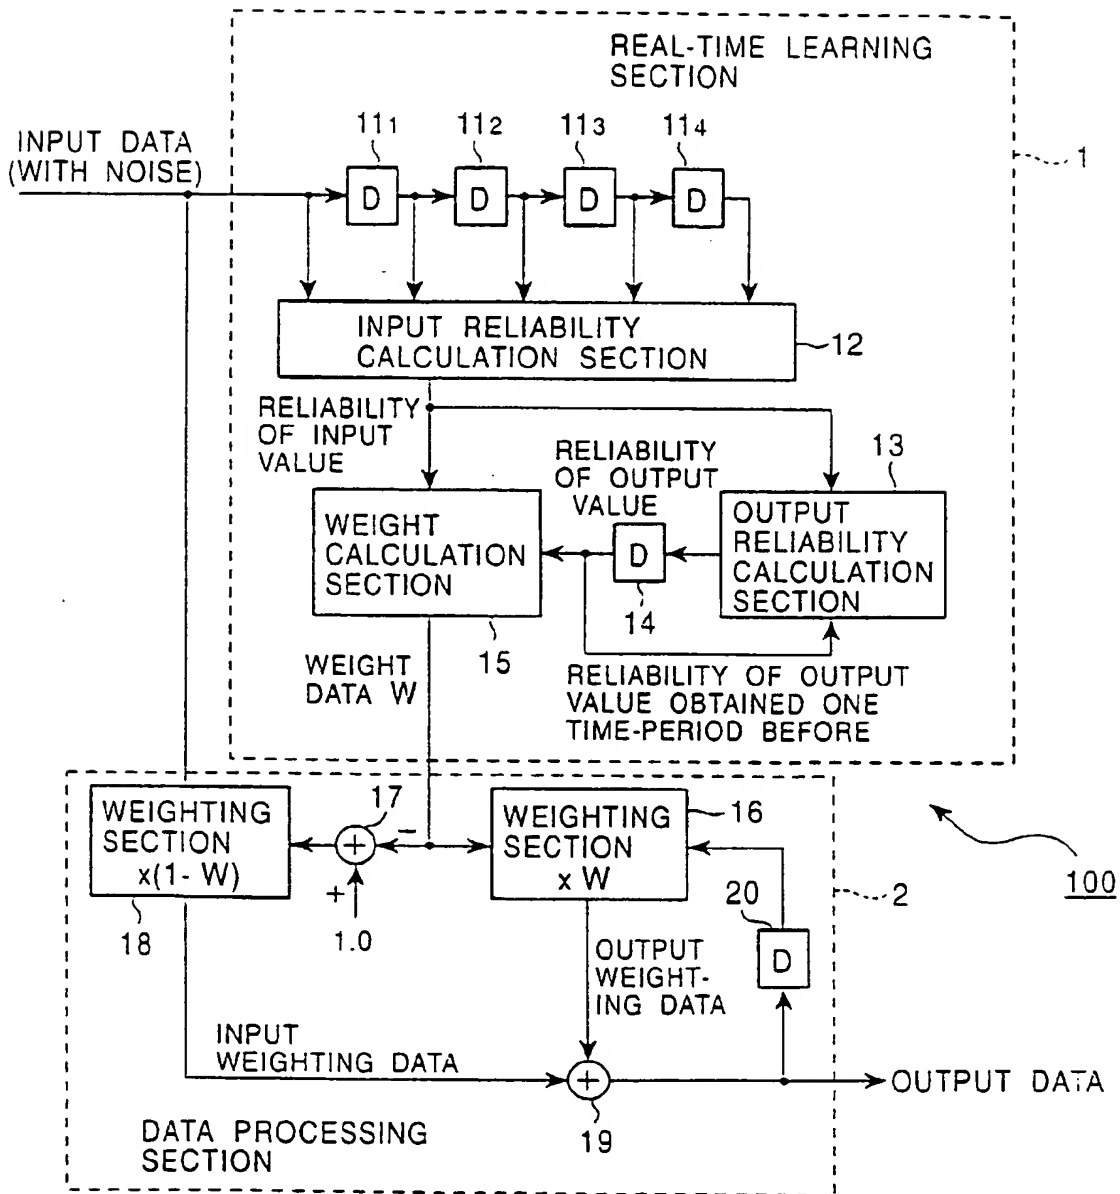 REAL-TIME LEARNING
SECTION
INPUT DATA
(WITH NOISE)
11₁
11₂
11₃
11₄
1
D
D
D
D
INPUT RELIABILITY
CALCULATION SECTION
12
RELIABILITY
OF INPUT
VALUE
RELIABILITY
OF OUTPUT
VALUE
13
WEIGHT
CALCULATION
SECTION
D
OUTPUT
RELIABILITY
CALCULATION
SECTION
14
15
WEIGHT
DATA W
RELIABILITY OF OUTPUT
VALUE OBTAINED ONE
TIME-PERIOD BEFORE
WEIGHTING
SECTION
x(1- W)
17
+
−
+
1.0
18
WEIGHTING
SECTION
x W
16
20
D
2
100
OUTPUT
WEIGHT-
ING DATA
INPUT
WEIGHTING DATA
+
19
OUTPUT DATA
DATA PROCESSING
SECTION